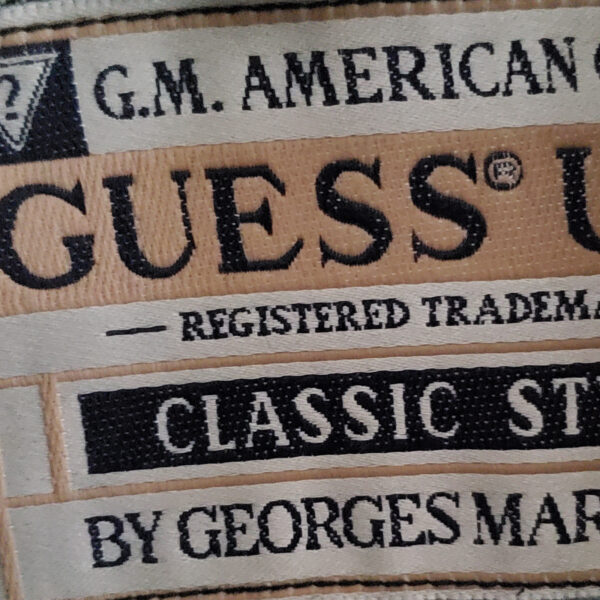 ? G.M. AMERICAN
GUESS® U
— REGISTERED TRADEMA
CLASSIC ST
BY GEORGES MAR